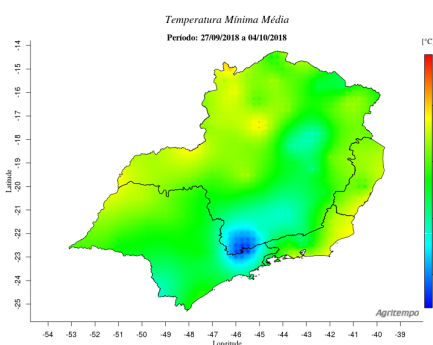 Temperatura Mínima Média
Período: 27/09/2018 a 04/10/2018
[°C
-14
-15
-16
-17
-18
-19
-20
-21
-22
-23
-24
-25
Latitude
Agritempo
-54 -53 -52 -51 -50 -49 -48 -47 -46 -45 -44 -43 -42 -41 -40 -39
Longitude